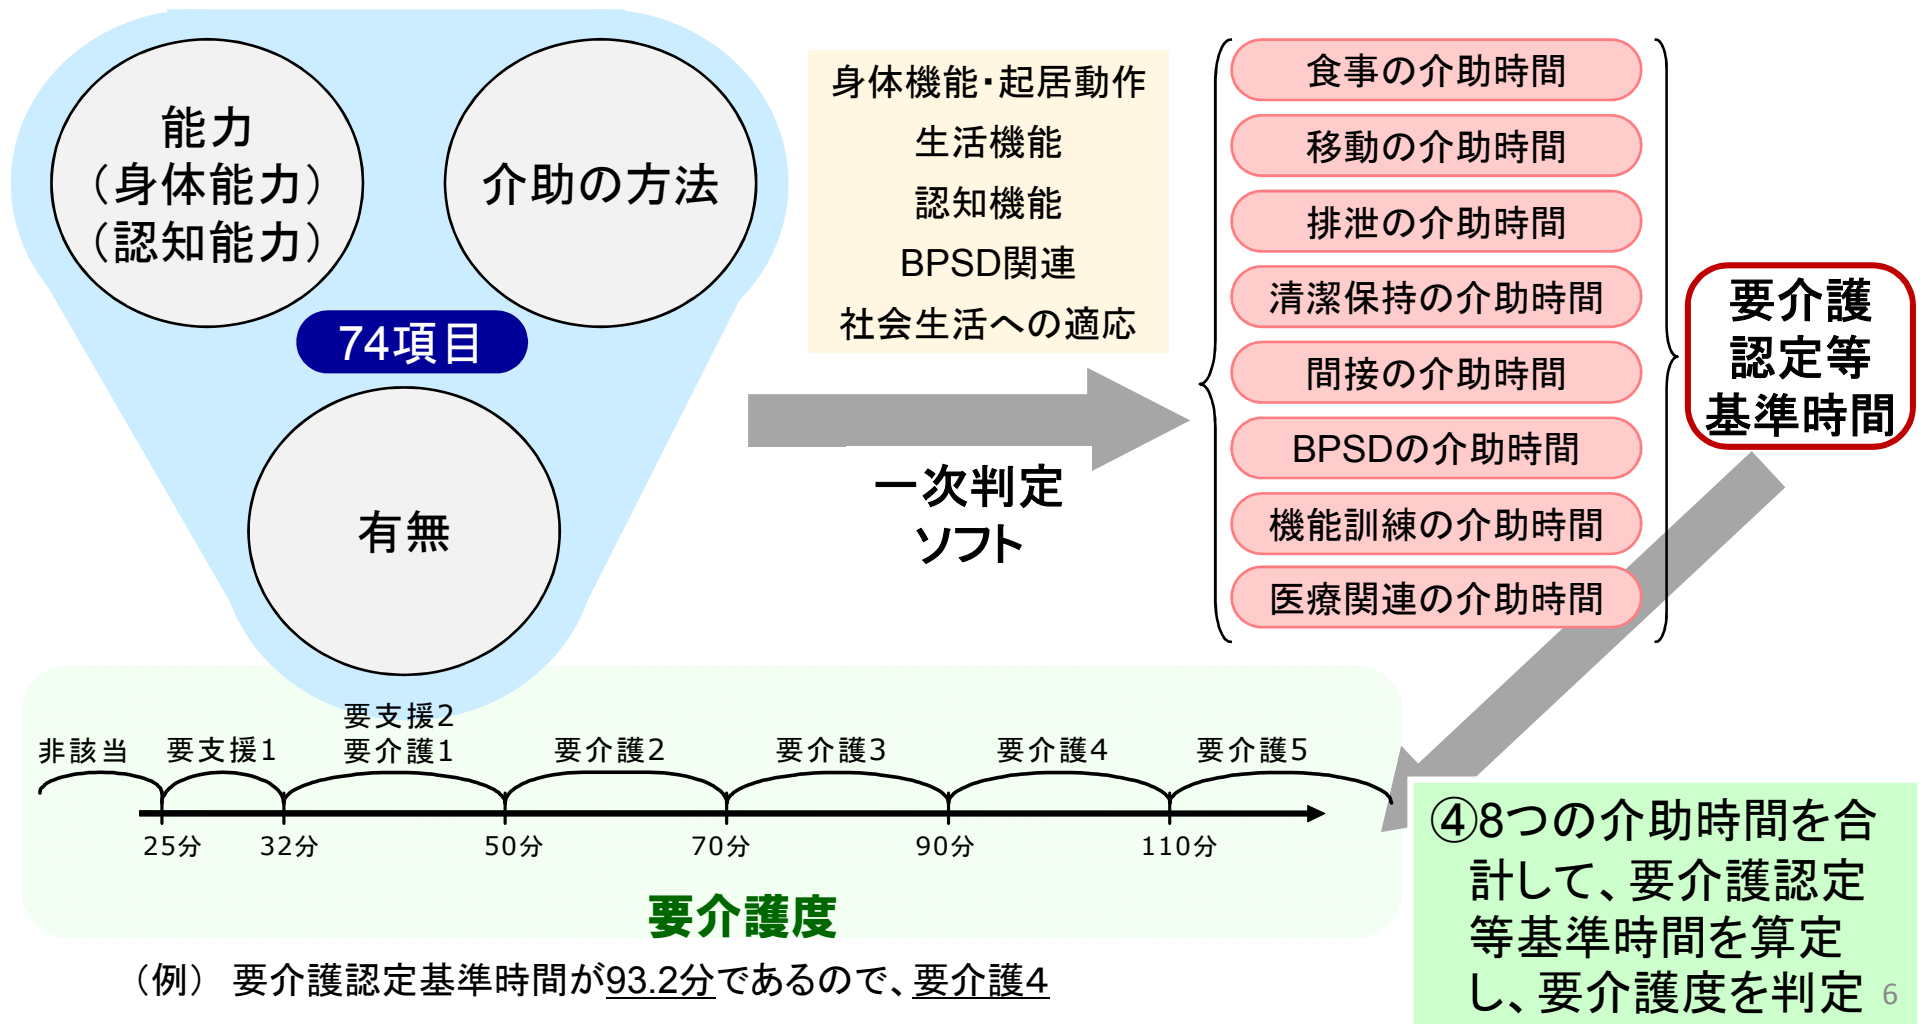 能力
（身体能力）
（認知能力）
介助の方法
74項目
有無
身体機能・起居動作
生活機能
認知機能
BPSD関連
社会生活への適応
一次判定
ソフト
食事の介助時間
移動の介助時間
排泄の介助時間
清潔保持の介助時間
間接の介助時間
BPSDの介助時間
機能訓練の介助時間
医療関連の介助時間
要介護
認定等
基準時間
非該当
要支援1
要支援2
要介護1
要介護2
要介護3
要介護4
要介護5
25分
32分
50分
70分
90分
110分
要介護度
（例） 要介護認定基準時間が93.2分であるので、要介護4
④8つの介助時間を合
計して、要介護認定
等基準時間を算定
し、要介護度を判定
6